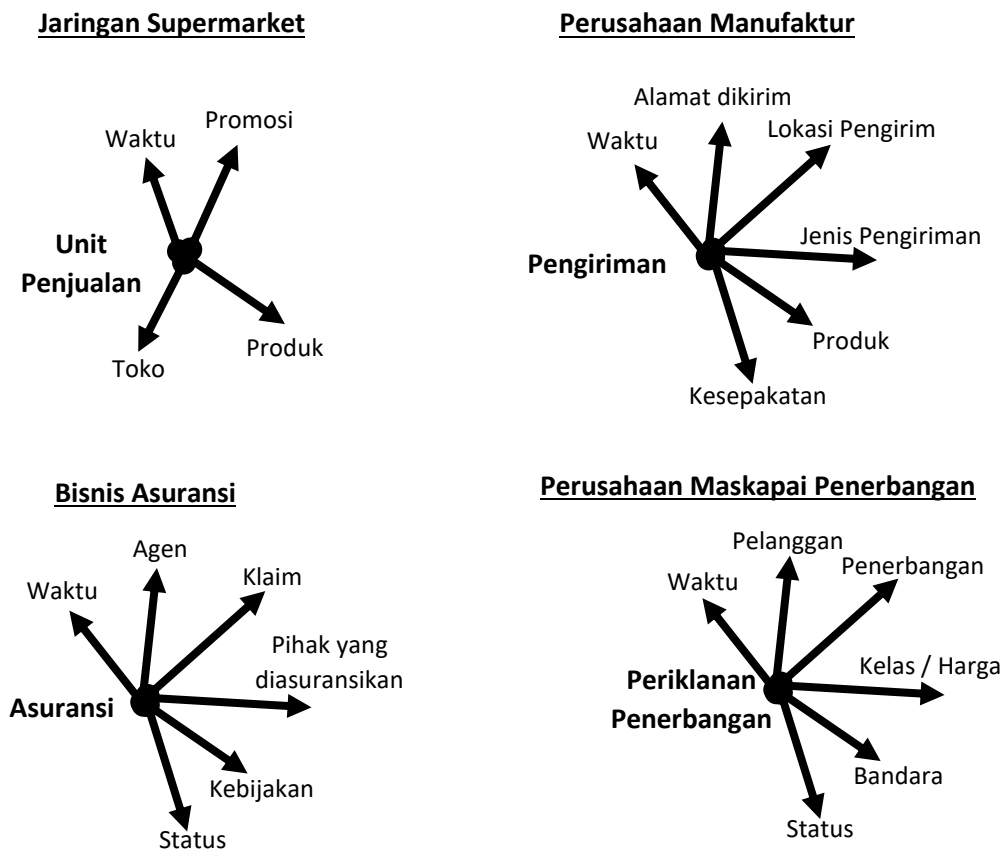 Jaringan Supermarket
Waktu
Promosi
Unit
Penjualan
Toko
Produk
Perusahaan Manufaktur
Alamat dikirim
Waktu
Lokasi Pengirim
Jenis Pengiriman
Pengiriman
Produk
Kesepakatan
Bisnis Asuransi
Agen
Waktu
Klaim
Pihak yang
diasuransikan
Asuransi
Kebijakan
Status
Perusahaan Maskapai Penerbangan
Pelanggan
Waktu
Penerbangan
Kelas / Harga
Periklanan
Penerbangan
Bandara
Status